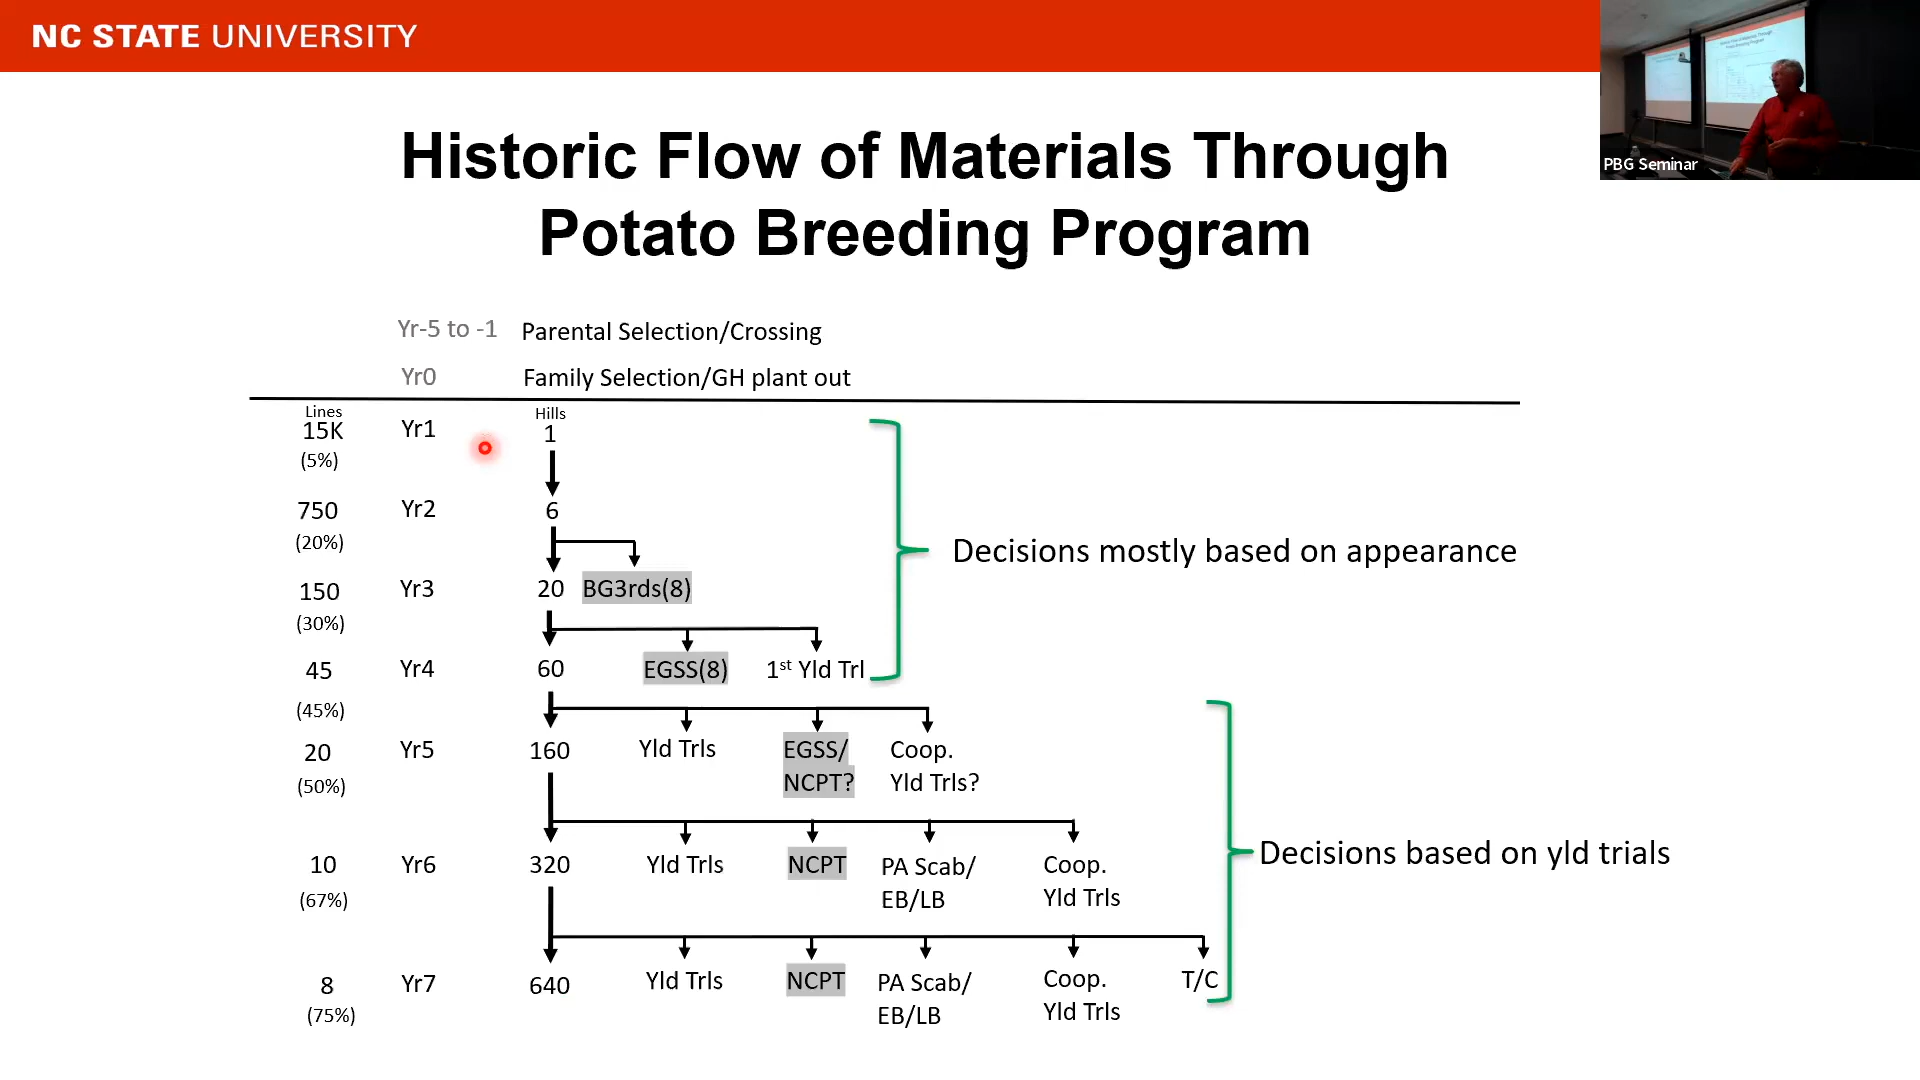 NC STATE UNIVERSITY
PBG Seminar
Historic Flow of Materials Through
Potato Breeding Program
Yr-5 to -1 Parental Selection/Crossing
Yr0 Family Selection/GH plant out
Lines Hills
15K Yr1 1
(5%)
750 Yr2 6
(20%)
Decisions mostly based on appearance
150 Yr3 20 BG3rds(8)
(30%)
45 Yr4 60 EGSS(8) 1st Yld Trl
(45%)
20 Yr5 160 Yld Trls EGSS/ Coop.
NCPT? Yld Trls?
(50%)
Decisions based on yld trials
10 Yr6 320 Yld Trls NCPT PA Scab/ Coop.
(67%) EB/LB Yld Trls
8 Yr7 640 Yld Trls NCPT PA Scab/ Coop. T/C
(75%) EB/LB Yld Trls